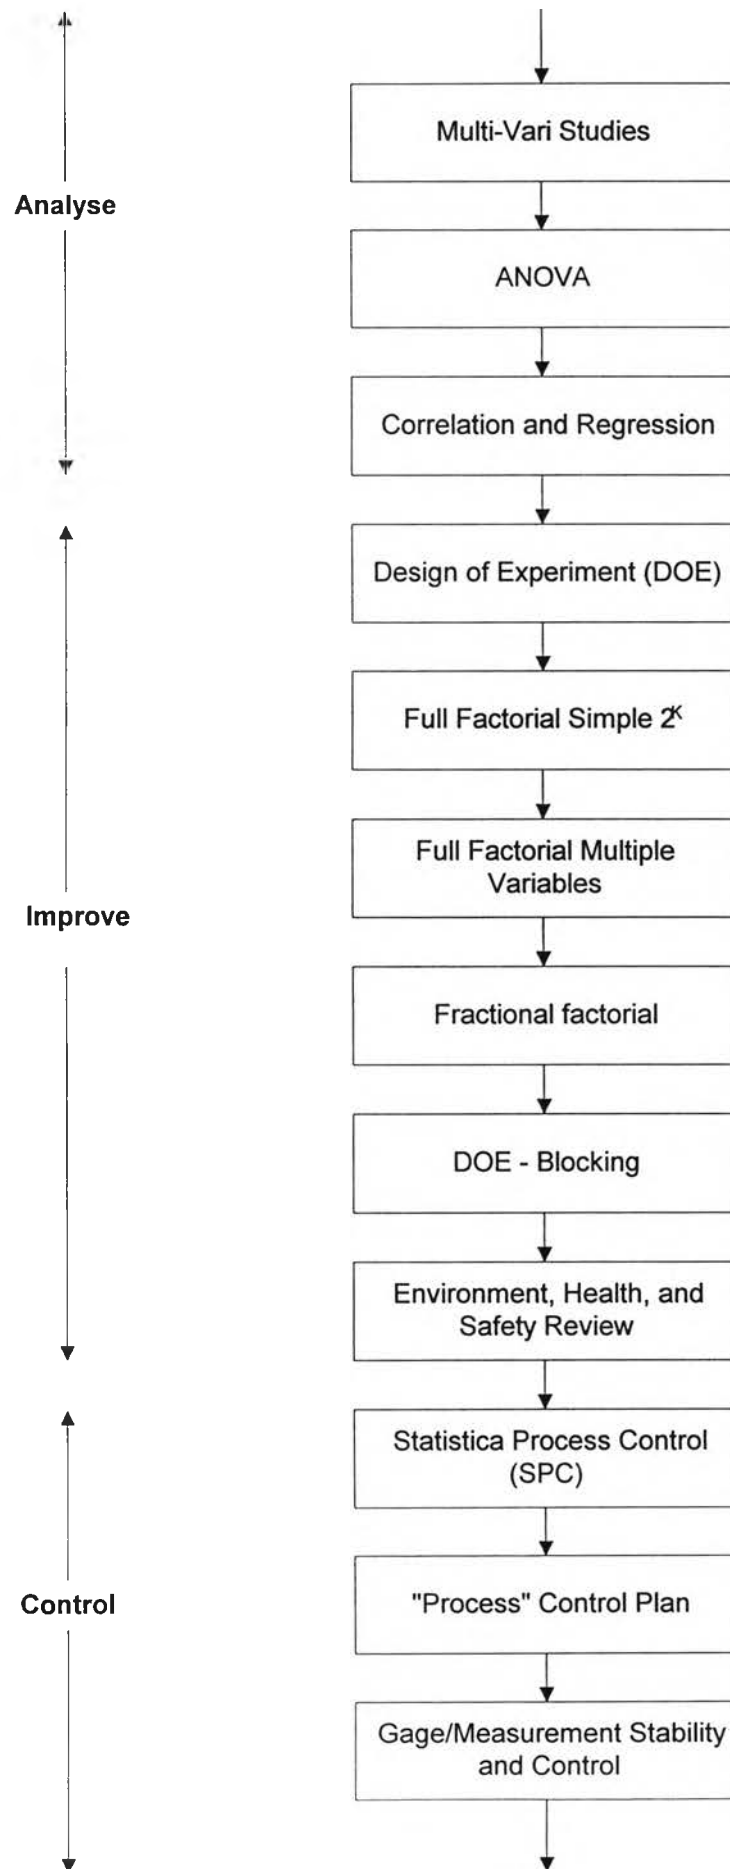 Multi-Vari Studies
Analyse
ANOVA
Correlation and Regression
Design of Experiment (DOE)
Full Factorial Simple 2^K
Full Factorial Multiple
Variables
Improve
Fractional factorial
DOE - Blocking
Environment, Health, and
Safety Review
Statistica Process Control
(SPC)
Control
"Process" Control Plan
Gage/Measurement Stability
and Control